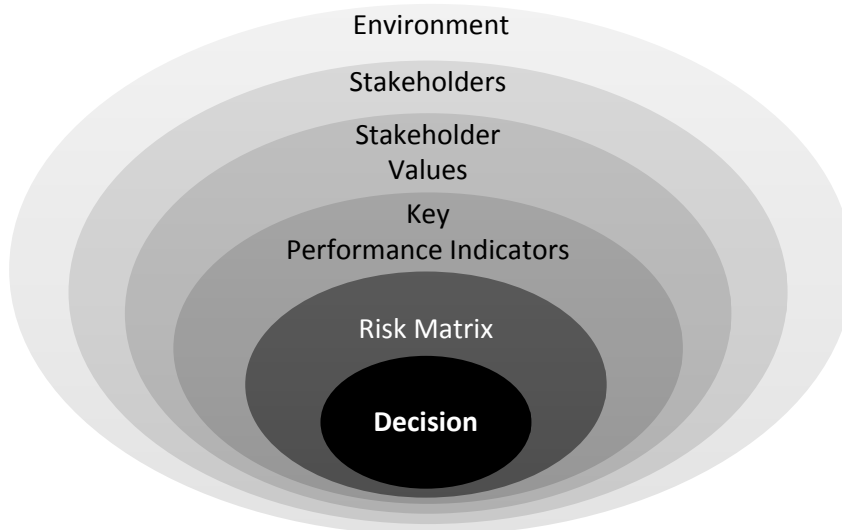 Environment
Stakeholders
Stakeholder
Values
Key
Performance Indicators
Risk Matrix
Decision